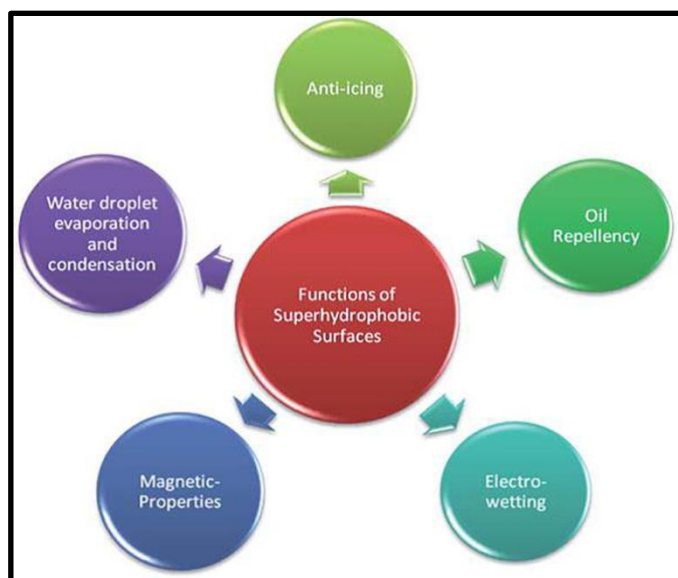 Anti-icing
Water droplet
evaporation
and
condensation
Oil
Repellency
Functions of
Superhydrophobic
Surfaces
Magnetic-
Properties
Electro-
wetting